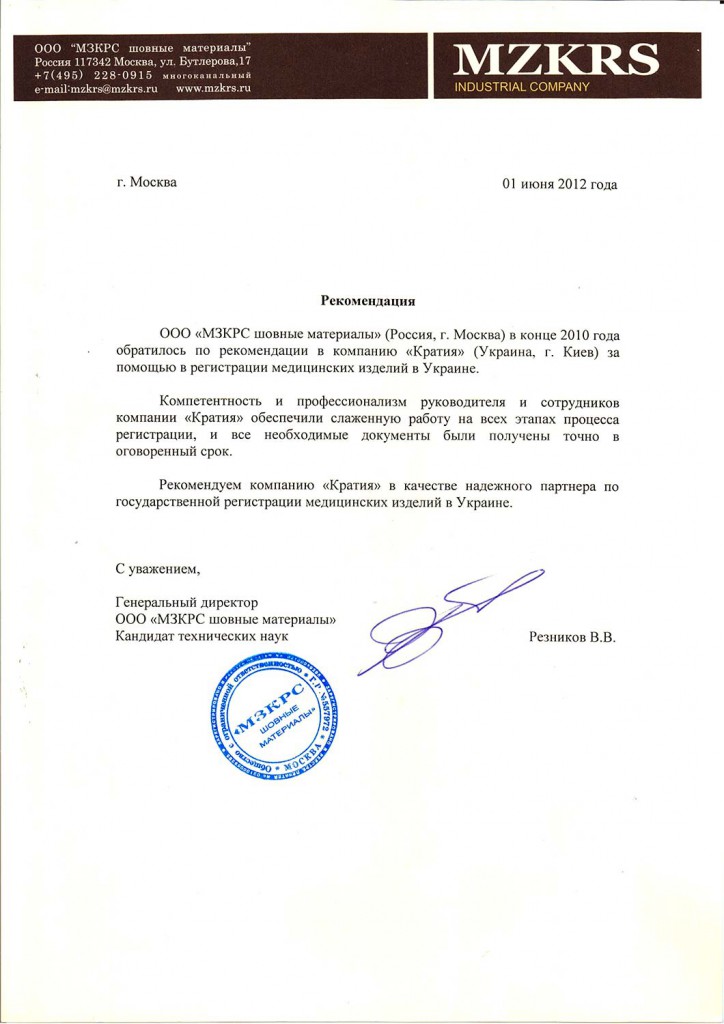 ООО "МЗКРС шовные материалы"
Россия 117342 Москва, ул. Бутлерова,17
+7(495) 228-0915 многоканальный
e-mail:mzkrs@mzkrs.ru www.mzkrs.ru
MZKRS
INDUSTRIAL COMPANY
г. Москва
01 июня 2012 года
Рекомендация
ООО «МЗКРС шовные материалы» (Россия, г. Москва) в конце 2010 года
обратилось по рекомендации в компанию «Кратия» (Украина, г. Киев) за
помощью в регистрации медицинских изделий в Украине.
Компетентность и профессионализм руководителя и сотрудников
компании «Кратия» обеспечили слаженную работу на всех этапах процесса
регистрации, и все необходимые документы были получены точно в
оговоренный срок.
Рекомендуем компанию «Кратия» в качестве надежного партнера по
государственной регистрации медицинских изделий в Украине.
С уважением,
Генеральный директор
ООО «МЗКРС шовные материалы»
Кандидат технических наук
Резников В.В.
Общество с ограниченной ответственностью * Г.Р. №557972 * МОСКВА *
«МЗКРС
ШОВНЫЕ
МАТЕРИАЛЫ»